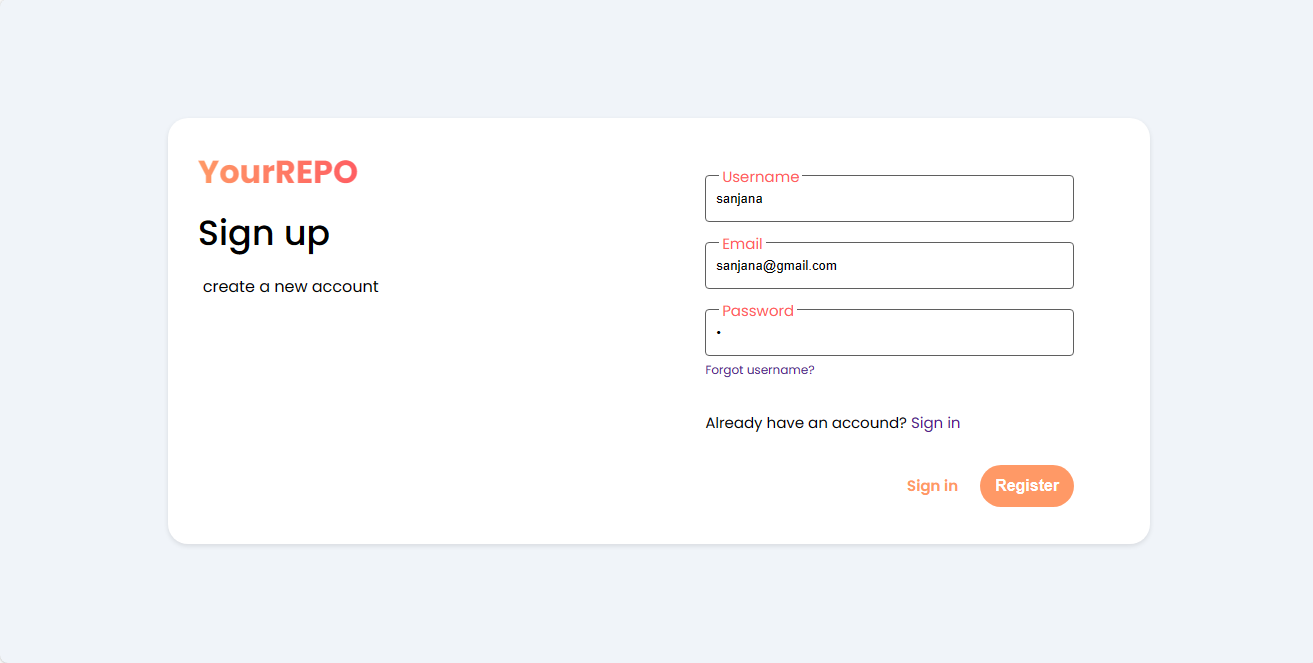 YourREPO
Sign up
create a new account
Username
sanjana
Email
sanjana@gmail.com
Password
•
Forgot username?
Already have an accound? Sign in
Sign in
Register